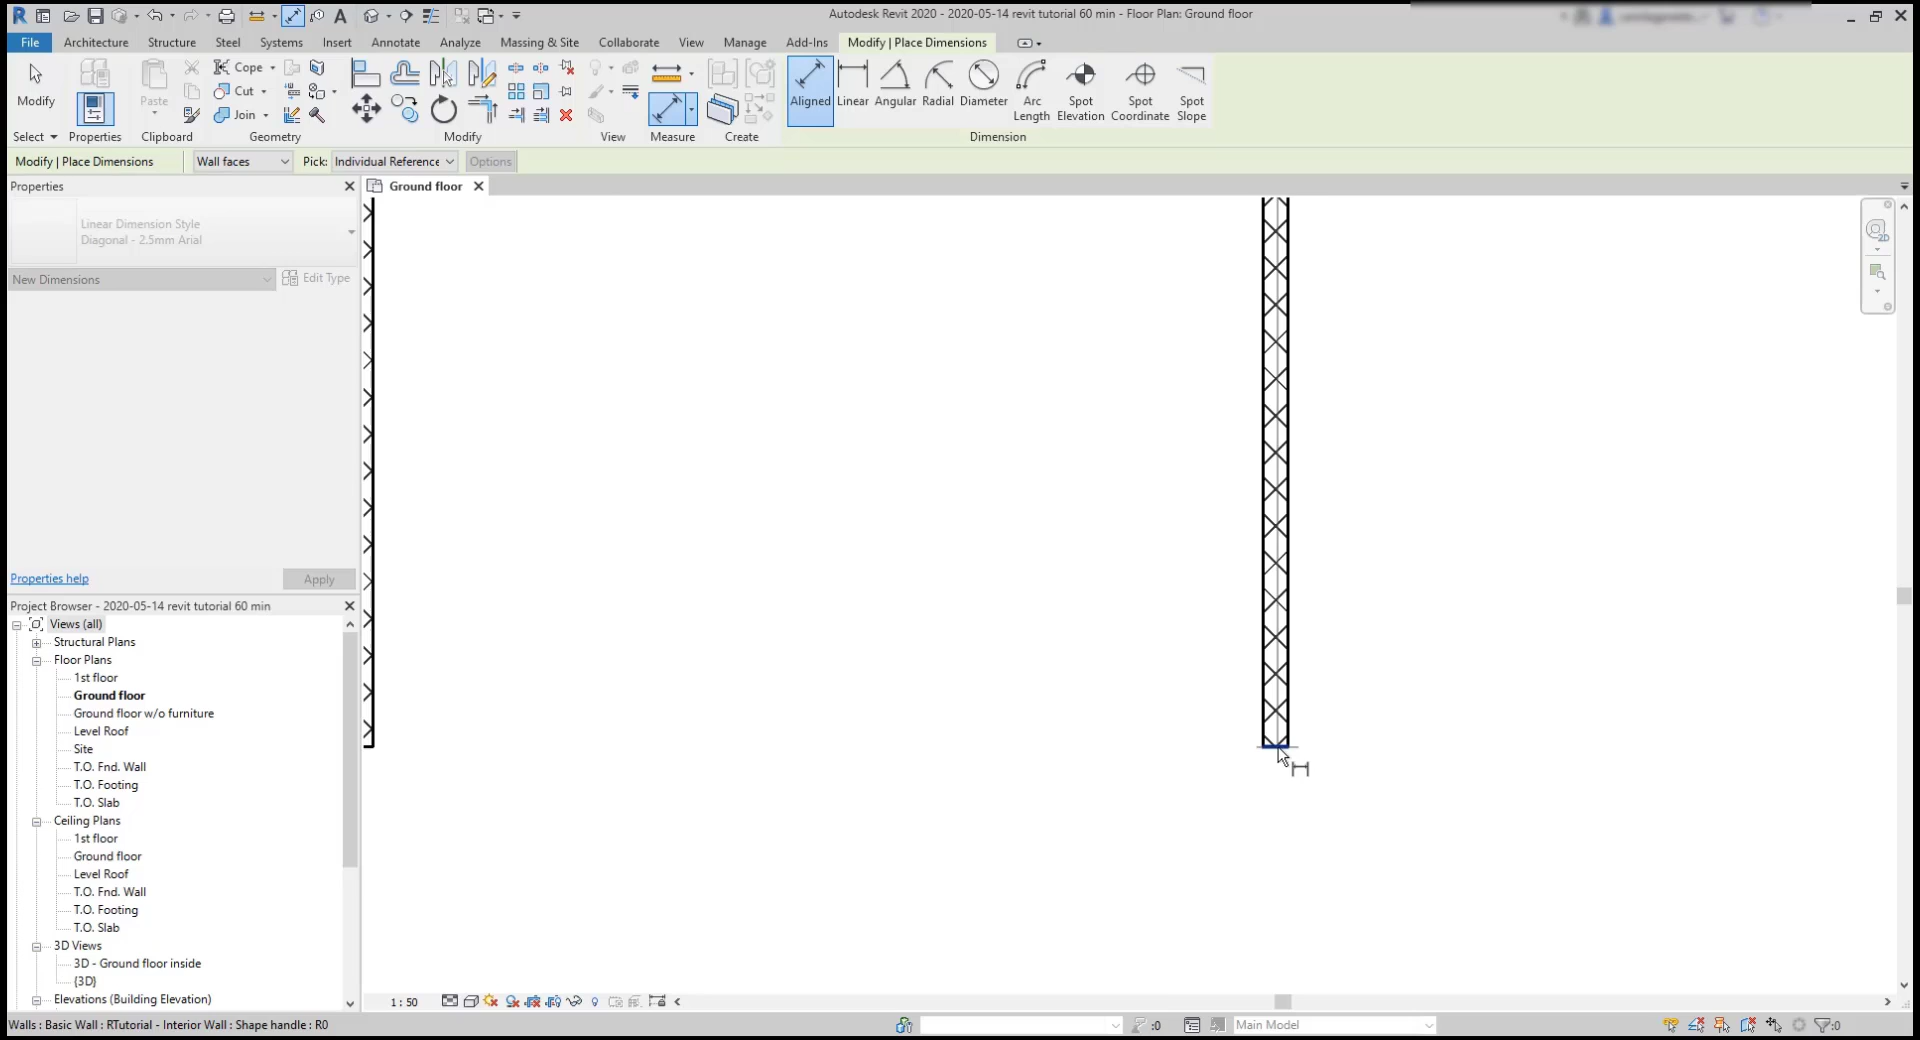 Autodesk Revit 2020 - 2020-05-14 revit tutorial 60 min - Floor Plan: Ground floor
File Architecture Structure Steel Systems Insert Annotate Analyze Massing & Site Collaborate View Manage Add-Ins Modify | Place Dimensions
Modify
Paste
Cope
Cut
Join
Aligned Linear Angular Radial Diameter Arc Length Spot Elevation Spot Coordinate Spot Slope
Select Properties Clipboard Geometry Modify View Measure Create Dimension
Modify | Place Dimensions Wall faces Pick: Individual Reference Options
Properties
Ground floor
Linear Dimension Style
Diagonal - 2.5mm Arial
New Dimensions Edit Type
2D
Properties help Apply
Project Browser - 2020-05-14 revit tutorial 60 min
Views (all)
Structural Plans
Floor Plans
1st floor
Ground floor
Ground floor w/o furniture
Level Roof
Site
T.O. Fnd. Wall
T.O. Footing
T.O. Slab
Ceiling Plans
1st floor
Ground floor
Level Roof
T.O. Fnd. Wall
T.O. Footing
T.O. Slab
3D Views
3D - Ground floor inside
{3D}
Elevations (Building Elevation)
1 : 50
Walls : Basic Wall : RTutorial - Interior Wall : Shape handle : R0
:0
Main Model
:0